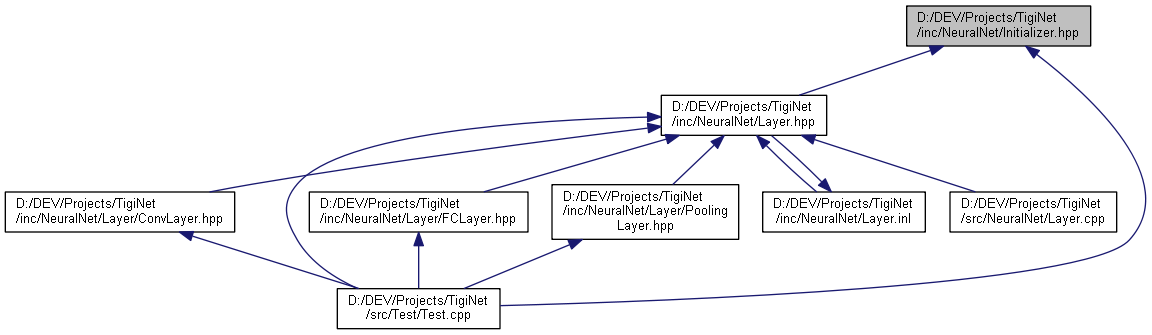 D:/DEV/Projects/TigiNet
/inc/NeuralNet/Initializer.hpp
D:/DEV/Projects/TigiNet
/inc/NeuralNet/Layer.hpp
D:/DEV/Projects/TigiNet
/inc/NeuralNet/Layer/ConvLayer.hpp
D:/DEV/Projects/TigiNet
/inc/NeuralNet/Layer/FCLayer.hpp
D:/DEV/Projects/TigiNet
/inc/NeuralNet/Layer/Pooling
Layer.hpp
D:/DEV/Projects/TigiNet
/inc/NeuralNet/Layer.inl
D:/DEV/Projects/TigiNet
/src/NeuralNet/Layer.cpp
D:/DEV/Projects/TigiNet
/src/Test/Test.cpp